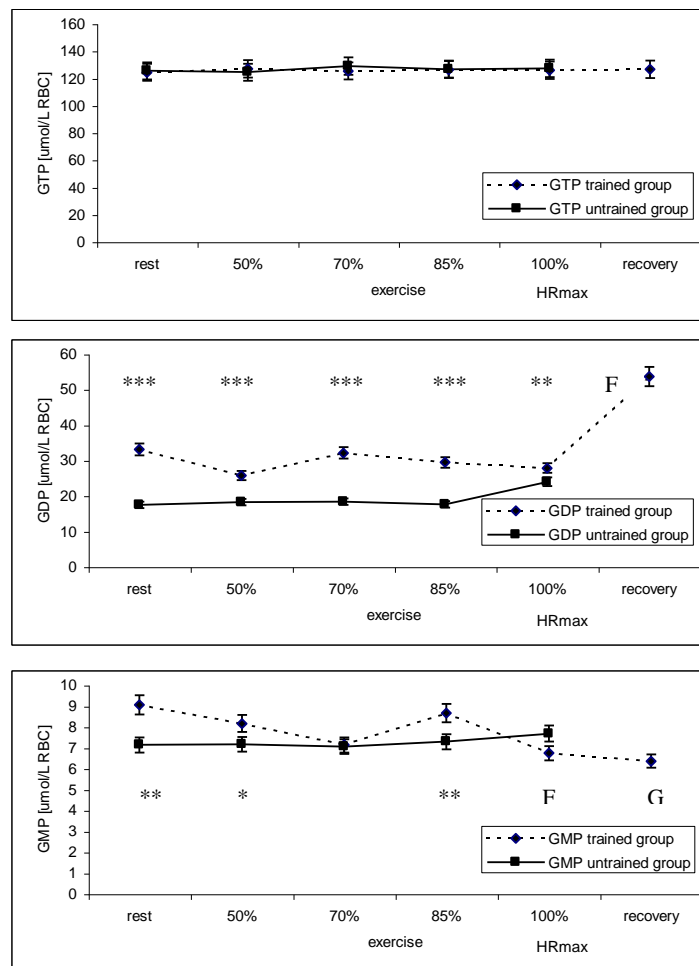 GTP [umol/L RBC]
160
140
120
100
80
60
40
20
0
GTP trained group
GTP untrained group
rest 50% 70% 85% 100% recovery
exercise HRmax
GDP [umol/L RBC]
60
50
40
30
20
10
0
*** *** *** *** ** F
GDP trained group
GDP untrained group
rest 50% 70% 85% 100% recovery
exercise HRmax
GMP [umol/L RBC]
10
9
8
7
6
5
4
3
2
1
0
** * ** F G
GMP trained group
GMP untrained group
rest 50% 70% 85% 100% recovery
exercise HRmax